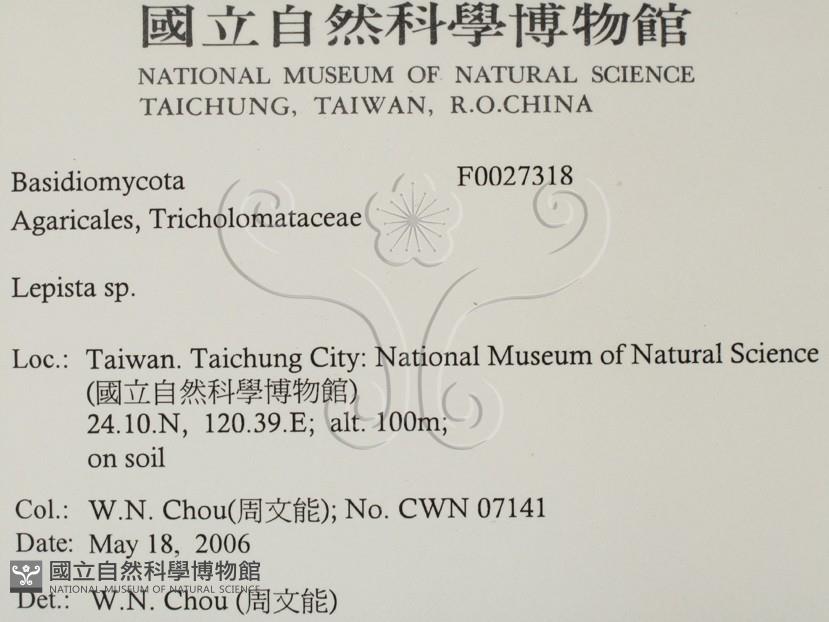 國立自然科學博物館
NATIONAL MUSEUM OF NATURAL SCIENCE
TAICHUNG, TAIWAN, R.O.CHINA
Basidiomycota F0027318
Agaricales, Tricholomataceae
Lepista sp.
Loc.: Taiwan. Taichung City: National Museum of Natural Science
(國立自然科學博物館)
24.10.N, 120.39.E; alt. 100m;
on soil
Col.: W.N. Chou(周文能); No. CWN 07141
Date: May 18, 2006
國立自然科學博物館
NATIONAL MUSEUM OF NATURAL SCIENCE
Det.: W.N. Chou (周文能)